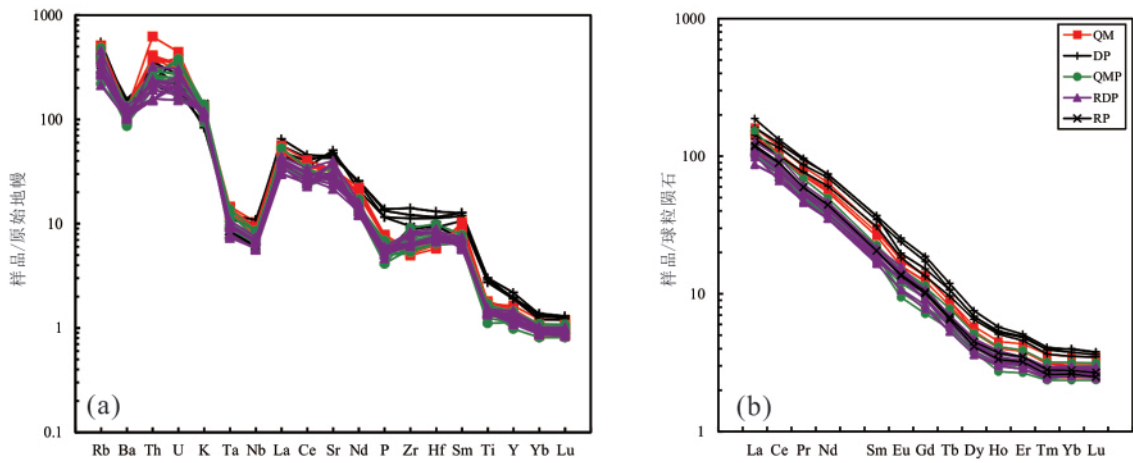 1000
100
10
1
0.1
样品/原始地幔
(a)
Rb Ba Th U K Ta Nb La Ce Sr Nd P Zr Hf Sm Ti Y Yb Lu
1000
100
10
1
样品/球粒陨石
QM
DP
QMP
RDP
RP
(b)
La Ce Pr Nd Sm Eu Gd Tb Dy Ho Er Tm Yb Lu